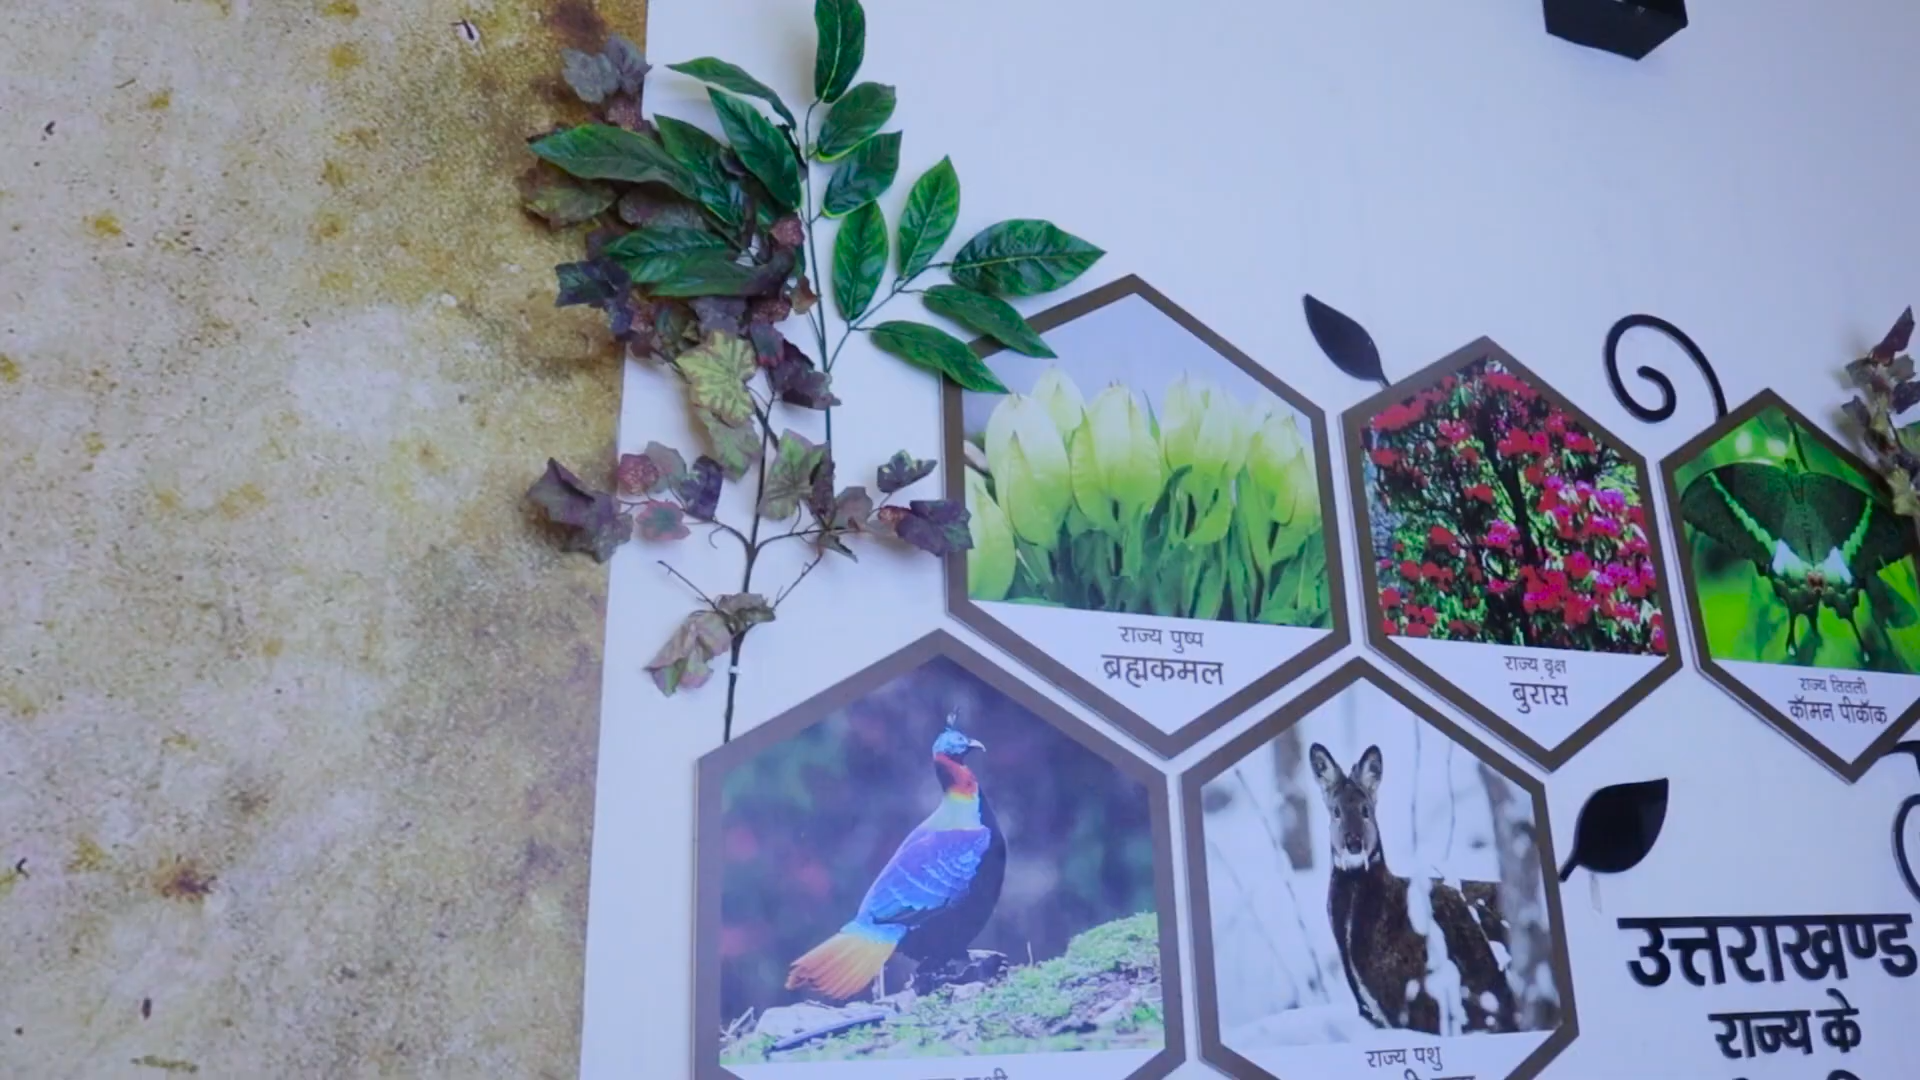 राज्य पुष्प
ब्रह्मकमल
राज्य वृक्ष
बुरांस
राज्य तितली
कॉमन पीकॉक
राज्य पशु
उत्तराखण्ड
राज्य के